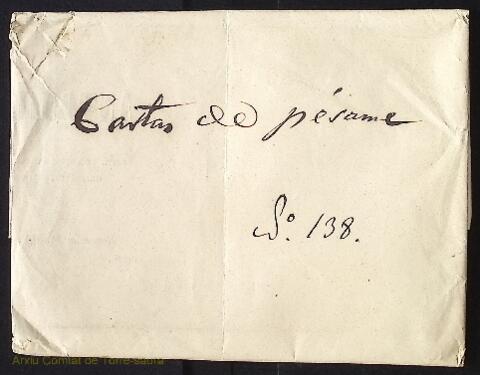 Cartas de pésame
Nº. 138.
Arxiu Comtal de Torre-saura